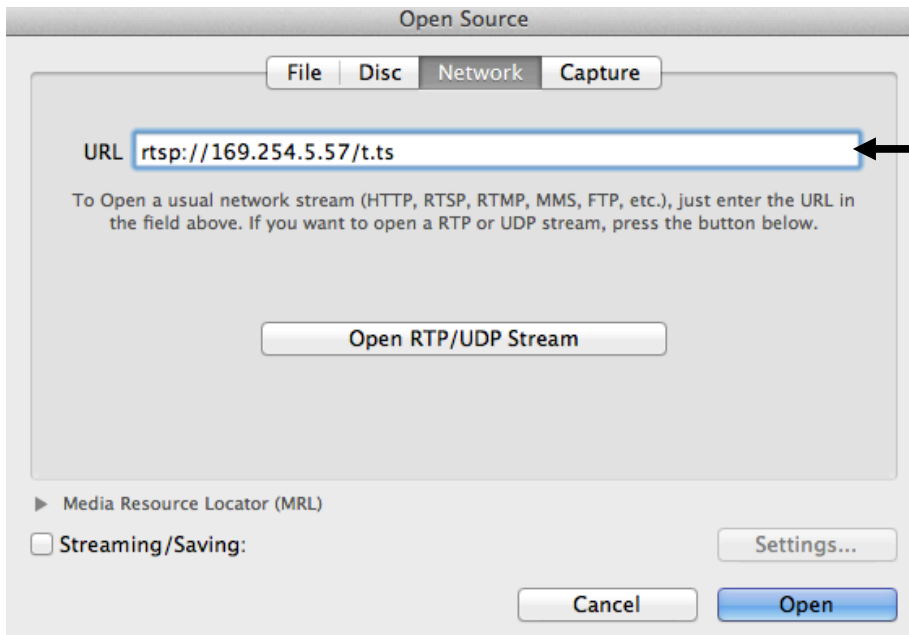 Open Source
File Disc Network Capture
URL rtsp://169.254.5.57/t.ts
To Open a usual network stream (HTTP, RTSP, RTMP, MMS, FTP, etc.), just enter the URL in
the field above. If you want to open a RTP or UDP stream, press the button below.
Open RTP/UDP Stream
Media Resource Locator (MRL)
Streaming/Saving: Settings...
Cancel Open